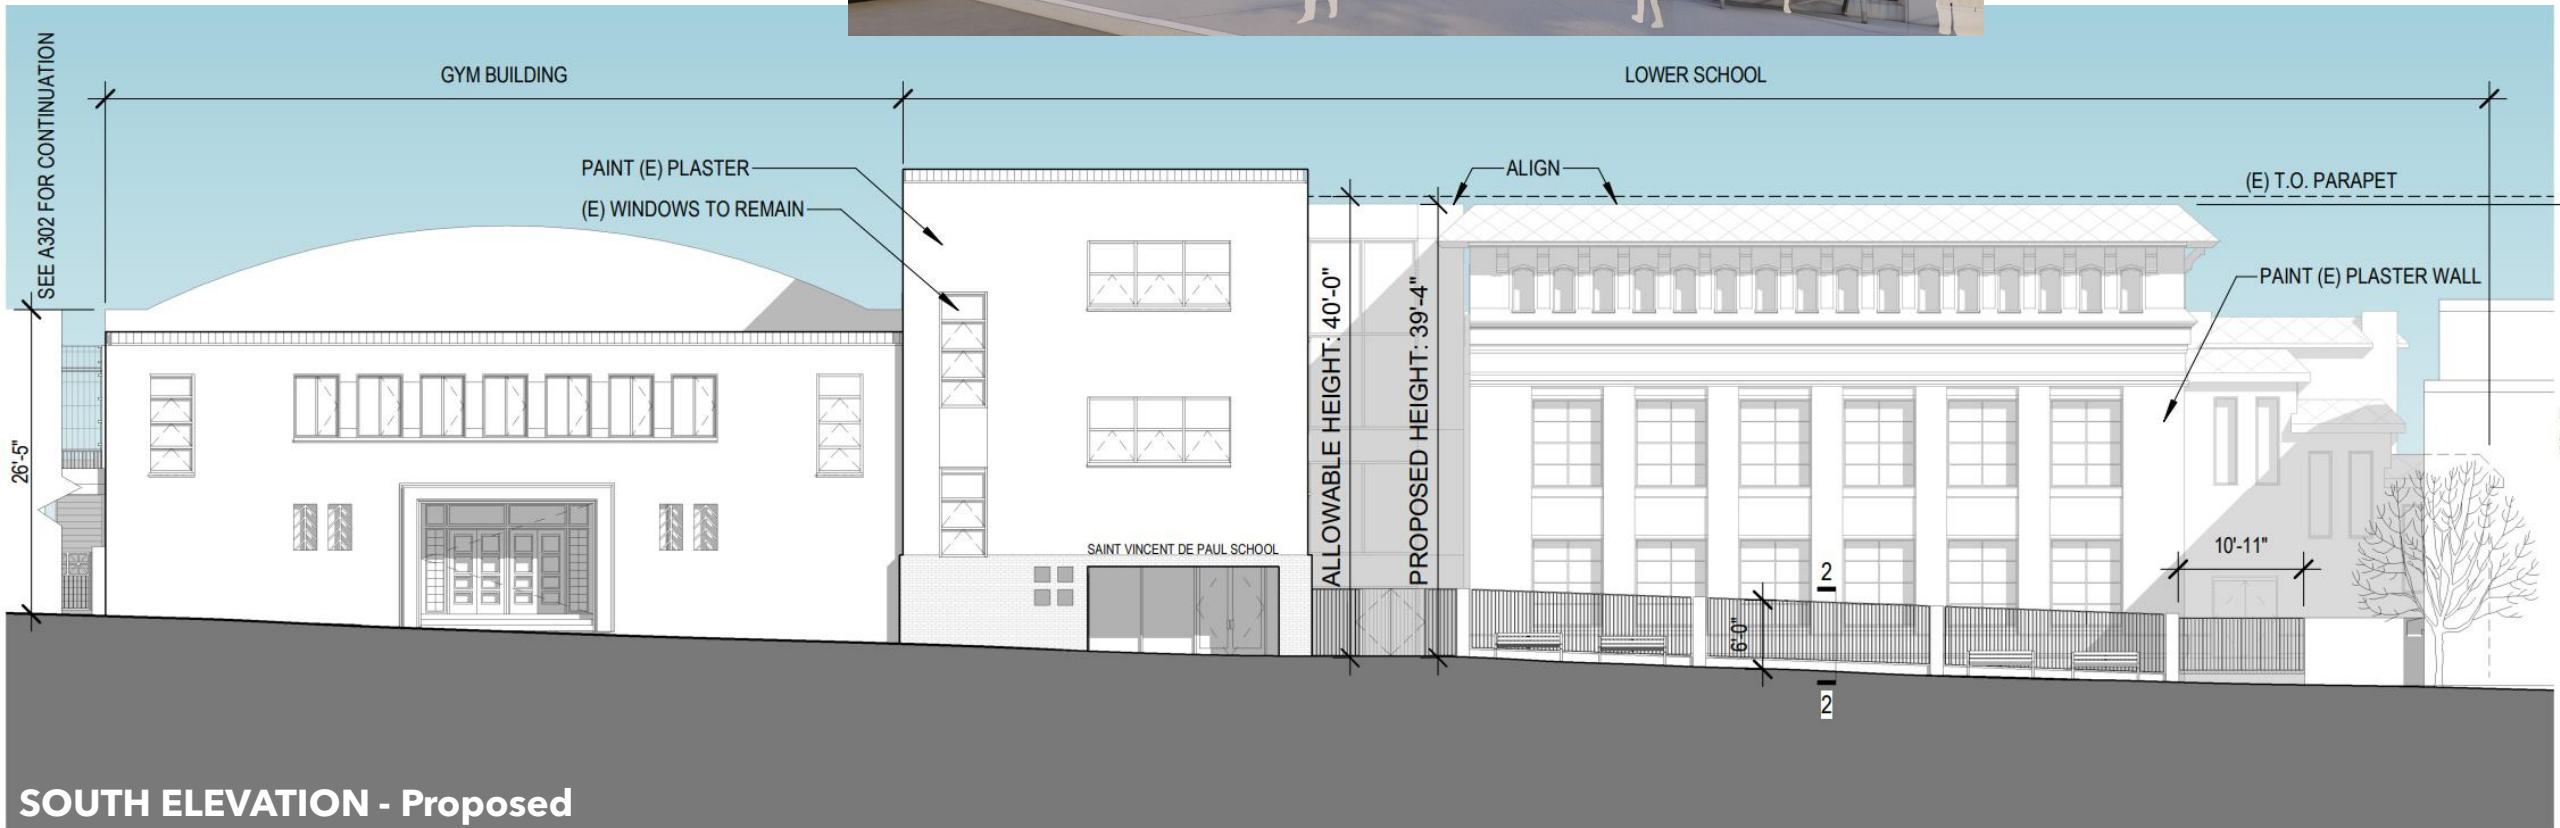 SEE A302 FOR CONTINUATION
GYM BUILDING
LOWER SCHOOL
PAINT (E) PLASTER
(E) WINDOWS TO REMAIN
ALIGN
(E) T.O. PARAPET
PAINT (E) PLASTER WALL
26'-5"
ALLOWABLE HEIGHT: 40'-0"
PROPOSED HEIGHT: 39'-4"
SAINT VINCENT DE PAUL SCHOOL
10'-11"
2
6'-0"
2
SOUTH ELEVATION - Proposed